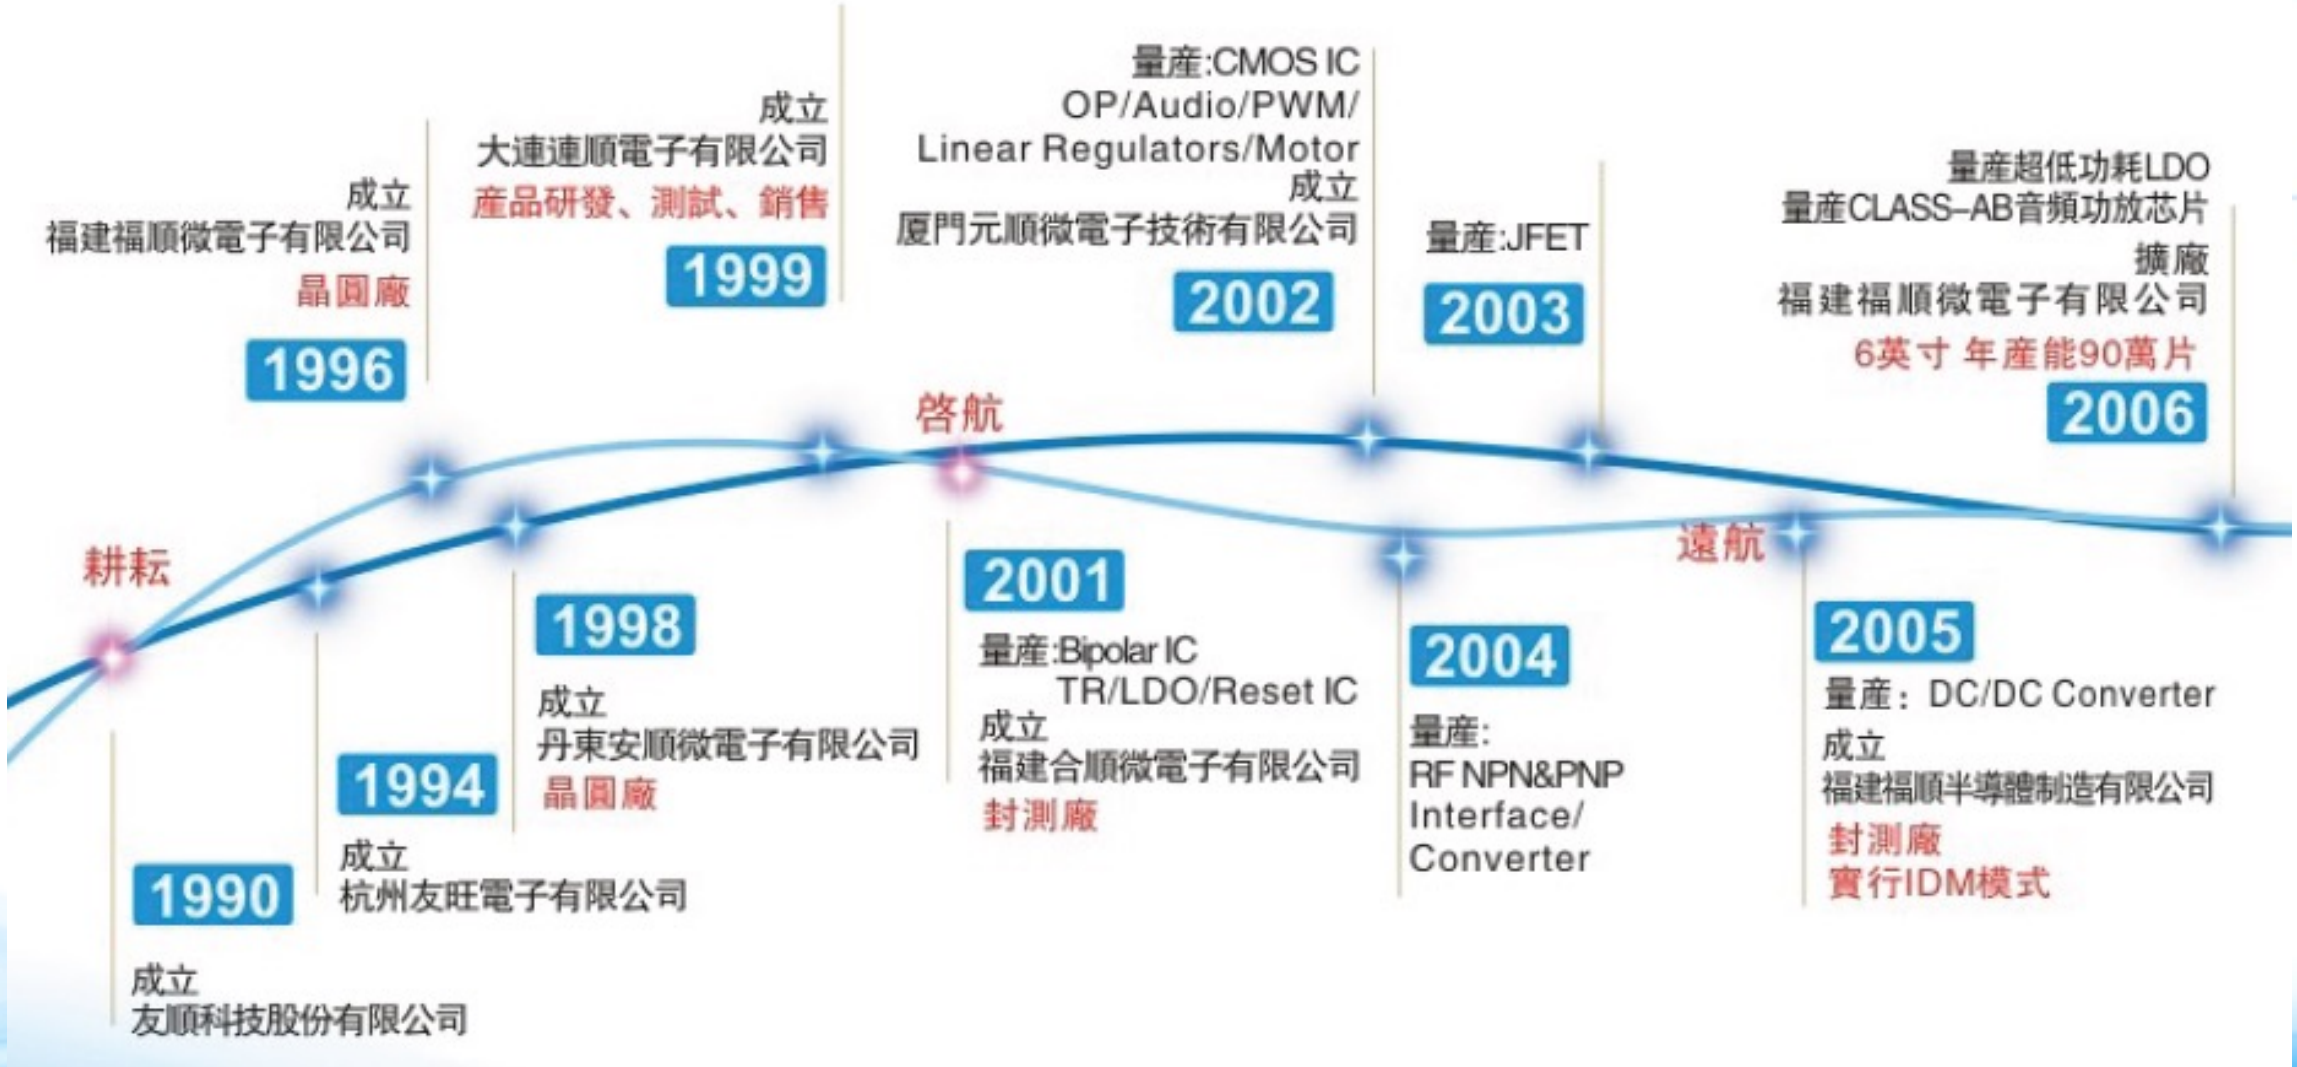 耕耘
1990
成立
友順科技股份有限公司
1994
成立
杭州友旺電子有限公司
成立
福建福順微電子有限公司
晶圓廠
1996
1998
成立
丹東安順微電子有限公司
晶圓廠
成立
大連連順電子有限公司
産品研發、測試、銷售
1999
啓航
2001
量産:Bipolar IC
TR/LDO/Reset IC
成立
福建合順微電子有限公司
封測廠
量産:CMOS IC
OP/Audio/PWM/
Linear Regulators/Motor
成立
厦門元順微電子技術有限公司
2002
量産:JFET
2003
2004
量産:
RF NPN&PNP
Interface/
Converter
遠航
2005
量産：DC/DC Converter
成立
福建福順半導體制造有限公司
封測廠
實行IDM模式
量産超低功耗LDO
量産CLASS–AB音頻功放芯片
擴廠
福建福順微電子有限公司
6英寸 年産能90萬片
2006